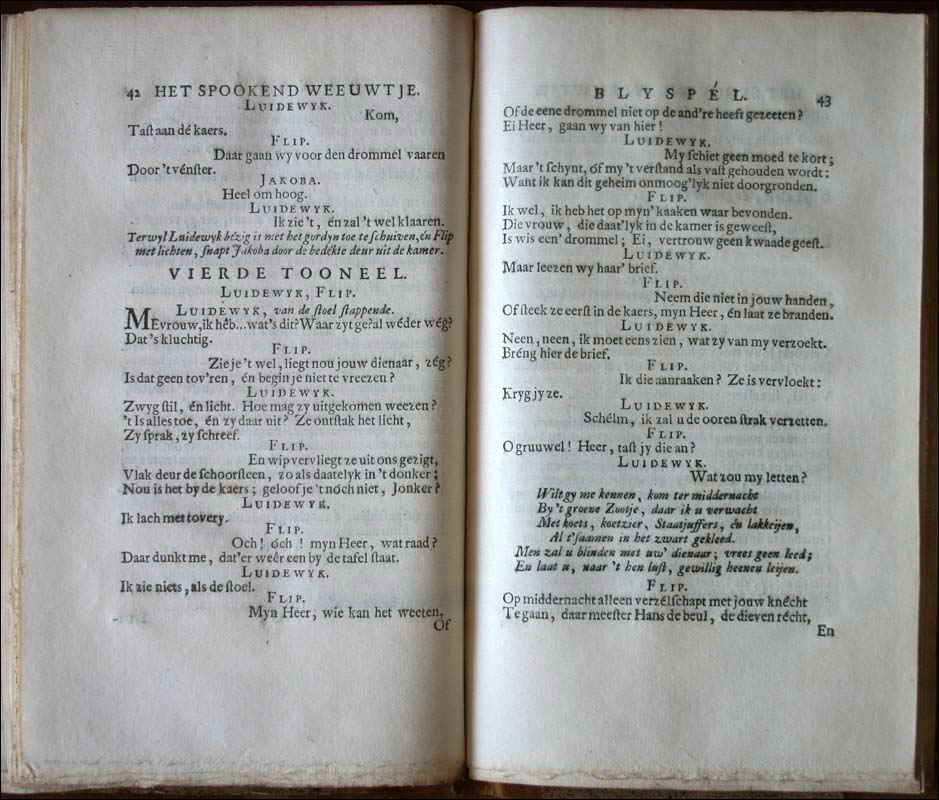 42 HET SPOOKEND WEEUWTJE.
LUIDEWYK.
Kom,
Tast aan dé kaers.
FLIP.
Daar gaan wy voor den drommel vaaren
Door 't vénster.
JAKOBA.
Heel om hoog.
LUIDEWYK.
Ik zie 't, én zal 't wel klaaren.
Terwyl Luidewyk bézig is met het gordyn toe te schuiven, én Flip
met lichten, snapt Jakoba door de bedékte deur uit de kamer.
VIERDE TOONEEL.
LUIDEWYK, FLIP.
LUIDEWYK, van de stoel stappende.
MEvrouw, ik héb...wat's dit? Waar zyt ge? al wéder wég?
Dat's kluchtig.
FLIP.
Zie je 't wel, liegt nou jouw dienaar, zég?
Is dat geen tov'ren, én begin je niet te vreezen?
LUIDEWYK.
Zwyg stil, én licht. Hoe mag zy uitgekomen weezen?
't Is alles toe, én zy daar uit? Ze ontstak het licht,
Zy sprak, zy schreef.
FLIP.
En wip vervliegt ze uit ons gezigt,
Vlak deur de schoorsteen, zo als daatelyk in 't donker;
Nou is het by de kaers; geloof je 't nóch niet, Jonker?
LUIDEWYK.
Ik lach met tovery.
FLIP.
Och! óch! myn Heer, wat raad?
Daar dunkt me, dat'er wéêr een by de tafel staat.
LUIDEWYK.
Ik zie niets, als de stoel.
FLIP.
Myn Heer, wie kan het weeten,
Of
BLYSPÉL. 43
Of de eene drommel niet op de and're heeft gezeeten?
Ei Heer, gaan wy van hier!
LUIDEWYK.
My schiet geen moed te kort;
Maar 't schynt, óf my 't verstand als vast gehouden wordt:
Want ik kan dit geheim onmoog'lyk niet doorgronden.
FLIP.
Ik wel, ik heb het op myn' kaaken waar bevonden.
Die vrouw, die daat'lyk in de kamer is geweest,
Is wis een' drommel; Ei, vertrouw geen kwaade geest.
LUIDEWYK.
Maar leezen wy haar' brief.
FLIP.
Neem die niet in jouw handen,
Of steek ze eerst in de kaers, myn Heer, én laat ze branden.
LUIDEWYK.
Neen, neen, ik moet eens zien, wat zy van my verzoekt.
Bréng hier de brief.
FLIP.
Ik die aanraaken? Ze is vervloekt:
Kryg jy ze.
LUIDEWYK.
Schélm, ik zal u de ooren strak verzetten.
FLIP.
O gruuwel! Heer, tast jy die an?
LUIDEWYK.
Wat zou my letten?
Wilt gy me kennen, kom ter middernacht
By 't groene Zootje, daar ik u verwacht
Met koets, koetzier, Staatjuffers, én lakkeijen,
Al t'saamen in het zwart gekleed.
Men zal u blinden met uw' dienaar; vrees geen leed;
En laat u, naar 't hen lust, gewillig heenen leijen.
FLIP.
Op middernacht alleen verzélschapt met jouw knécht
Te gaan, daar meester Hans de beul, de dieven récht,
En